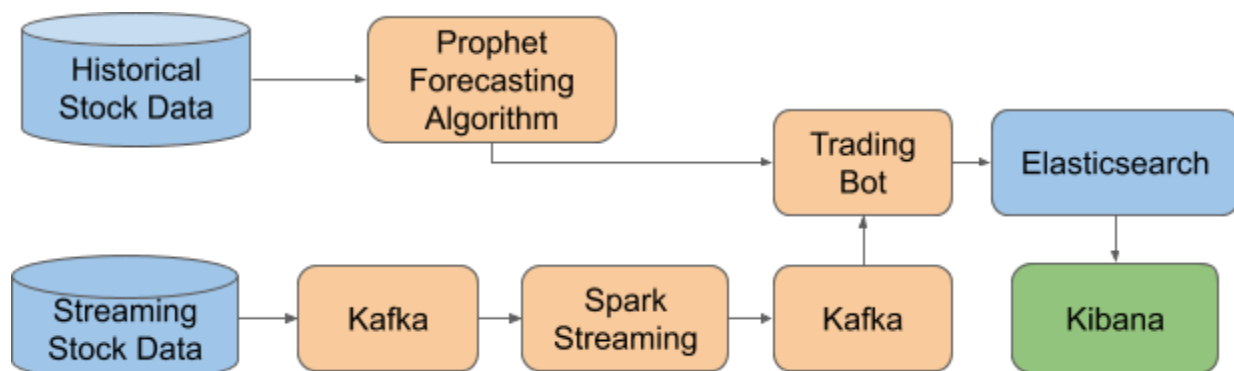 Historical
Stock Data
Prophet
Forecasting
Algorithm
Trading
Bot
Elasticsearch
Streaming
Stock Data
Kafka
Spark
Streaming
Kafka
Kibana